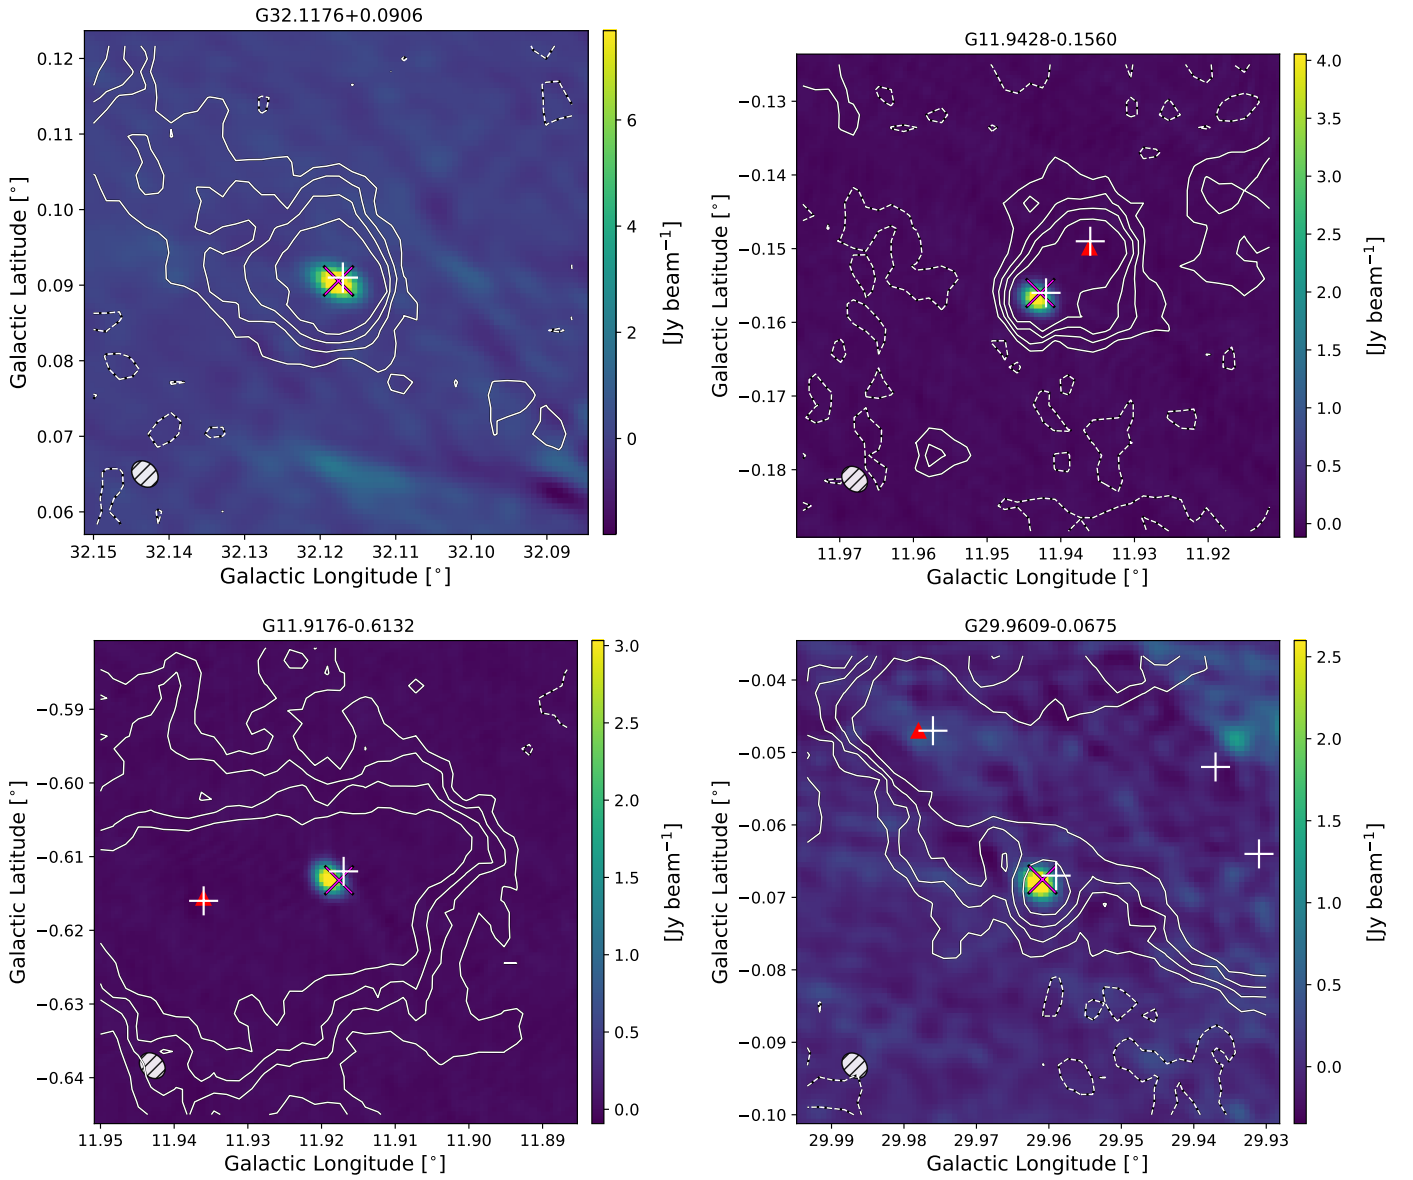 G32.1176+0.0906
0.12
0.11
0.10
0.09
0.08
0.07
0.06
Galactic Latitude [°]
32.15 32.14 32.13 32.12 32.11 32.10 32.09
Galactic Longitude [°]
6
4
2
0
[Jy beam⁻¹]
G11.9428-0.1560
−0.13
−0.14
−0.15
−0.16
−0.17
−0.18
Galactic Latitude [°]
11.97 11.96 11.95 11.94 11.93 11.92
Galactic Longitude [°]
4.0
3.5
3.0
2.5
2.0
1.5
1.0
0.5
0.0
[Jy beam⁻¹]
G11.9176-0.6132
−0.59
−0.60
−0.61
−0.62
−0.63
−0.64
Galactic Latitude [°]
11.95 11.94 11.93 11.92 11.91 11.90 11.89
Galactic Longitude [°]
3.0
2.5
2.0
1.5
1.0
0.5
0.0
[Jy beam⁻¹]
G29.9609-0.0675
−0.04
−0.05
−0.06
−0.07
−0.08
−0.09
−0.10
Galactic Latitude [°]
29.99 29.98 29.97 29.96 29.95 29.94 29.93
Galactic Longitude [°]
2.5
2.0
1.5
1.0
0.5
0.0
[Jy beam⁻¹]